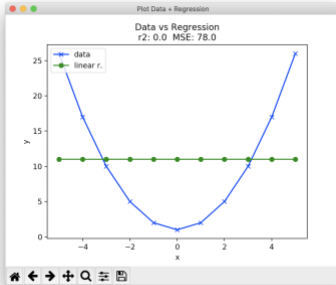 Plot Data + Regression
Data vs Regression
r2: 0.0 MSE: 78.0
data
linear r.
25
20
15
10
5
0
y
−4
−2
0
2
4
x